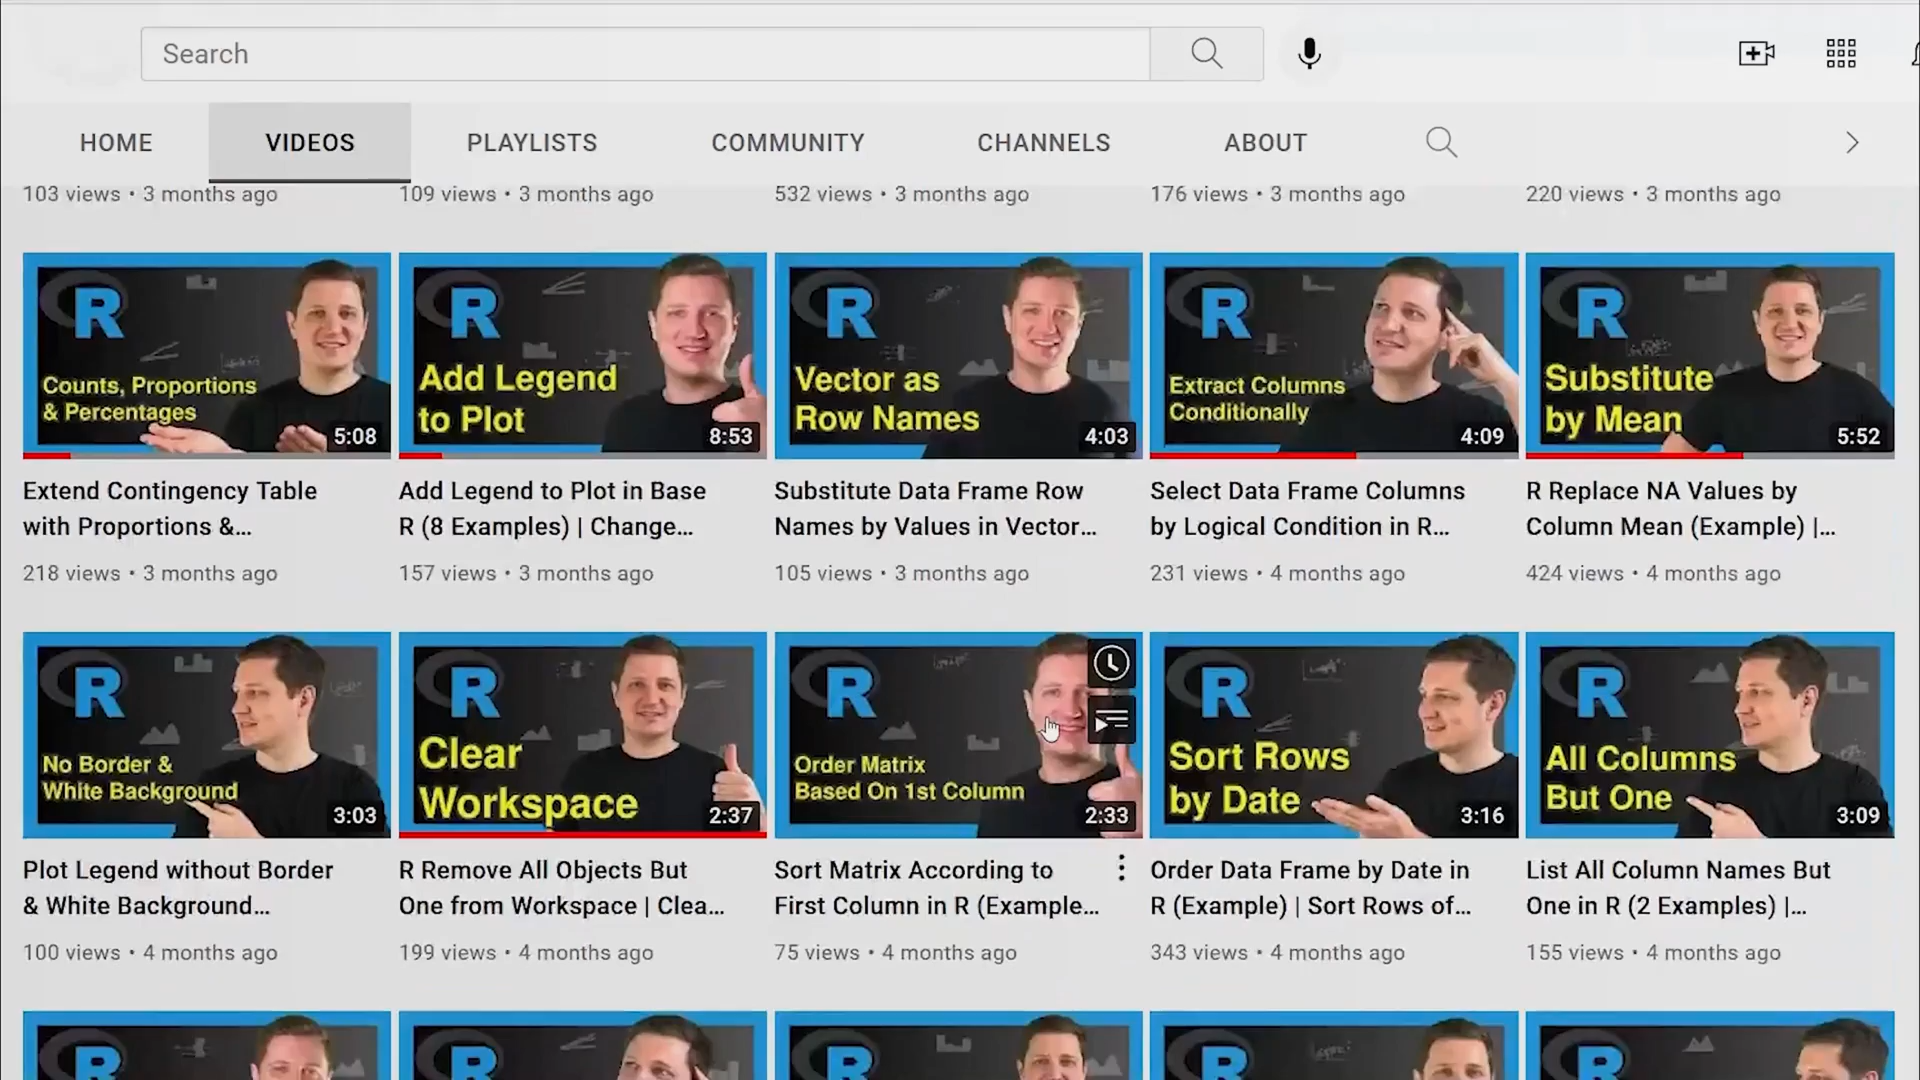 Search
HOME
VIDEOS
PLAYLISTS
COMMUNITY
CHANNELS
ABOUT
103 views • 3 months ago
109 views • 3 months ago
532 views • 3 months ago
176 views • 3 months ago
220 views • 3 months ago
R
Counts, Proportions
& Percentages
5:08
R
Add Legend
to Plot
8:53
R
Vector as
Row Names
4:03
R
Extract Columns
Conditionally
4:09
R
Substitute
by Mean
5:52
Extend Contingency Table
with Proportions &...
218 views • 3 months ago
Add Legend to Plot in Base
R (8 Examples) | Change...
157 views • 3 months ago
Substitute Data Frame Row
Names by Values in Vector...
105 views • 3 months ago
Select Data Frame Columns
by Logical Condition in R...
231 views • 4 months ago
R Replace NA Values by
Column Mean (Example) |...
424 views • 4 months ago
R
No Border &
White Background
3:03
R
Clear
Workspace
2:37
R
Order Matrix
Based On 1st Column
2:33
R
Sort Rows
by Date
3:16
R
All Columns
But One
3:09
Plot Legend without Border
& White Background...
100 views • 4 months ago
R Remove All Objects But
One from Workspace | Clea...
199 views • 4 months ago
Sort Matrix According to
First Column in R (Example...
75 views • 4 months ago
Order Data Frame by Date in
R (Example) | Sort Rows of...
343 views • 4 months ago
List All Column Names But
One in R (2 Examples) |...
155 views • 4 months ago
R
R
R
R
R